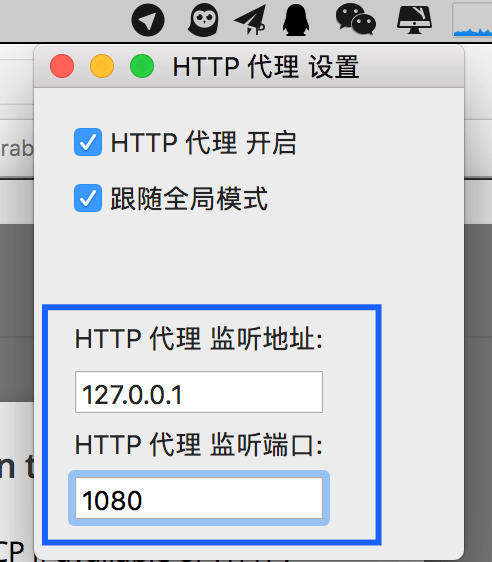 HTTP 代理 设置
HTTP 代理 开启
rab
跟随全局模式
HTTP 代理 监听地址:
127.0.0.1
HTTP 代理 监听端口:
1080
n t